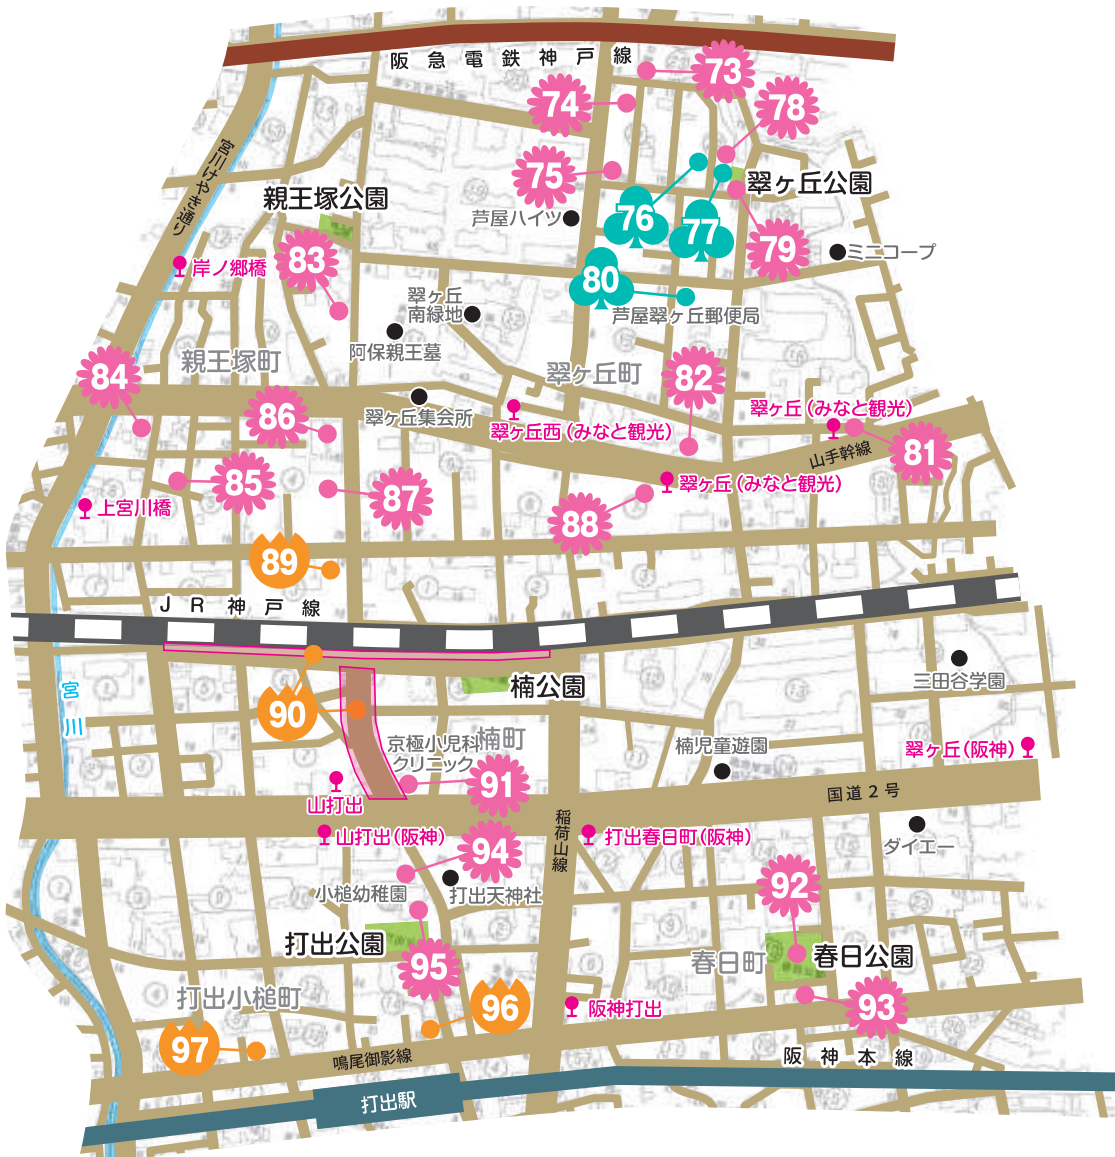 阪急電鉄神戸線
73
74
78
75
宮川けやき通り
親王塚公園
翠ヶ丘公園
芦屋ハイツ
76
77
79
ミニコープ
83
岸ノ郷橋
80
翠ヶ丘
南緑地
芦屋翠ヶ丘郵便局
阿保親王墓
親王塚町
翠ヶ丘町
84
82
86
翠ヶ丘集会所
翠ヶ丘(みなと観光)
翠ヶ丘西(みなと観光)
81
山手幹線
85
87
翠ヶ丘(みなと観光)
上宮川橋
88
89
JR神戸線
宮川
楠公園
三田谷学園
90
京極小児科
クリニック
楠町
楠児童遊園
翠ヶ丘(阪神)
91
山打出
国道2号
山打出(阪神)
稲荷山線
打出春日町(阪神)
94
ダイエー
小槌幼稚園
打出天神社
92
打出公園
95
春日町
春日公園
打出小槌町
96
阪神打出
93
97
鳴尾御影線
阪神本線
打出駅